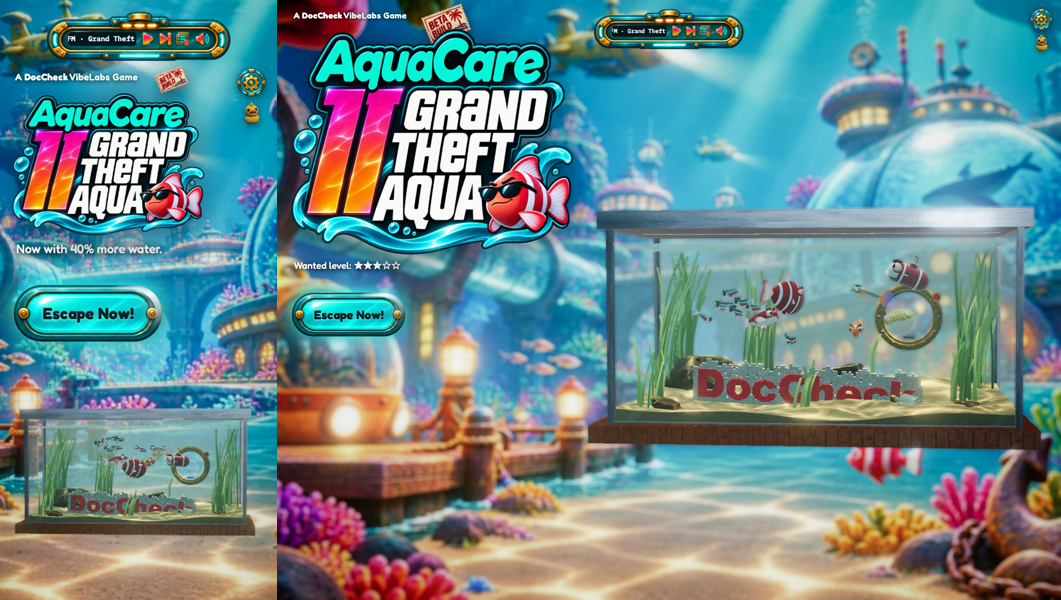 FM · Grand Theft
A DocCheck VibeLabs Game
BETA BUILD
AquaCare
11 GRAND
THEFT
AQUA
Now with 40% more water.
Escape Now!
DocCheck
A DocCheck VibeLabs Game
BETA BUILD
FM · Grand Theft
AquaCare
11 GRAND
THEFT
AQUA
Wanted level: ★★★☆☆
Escape Now!
DocCheck